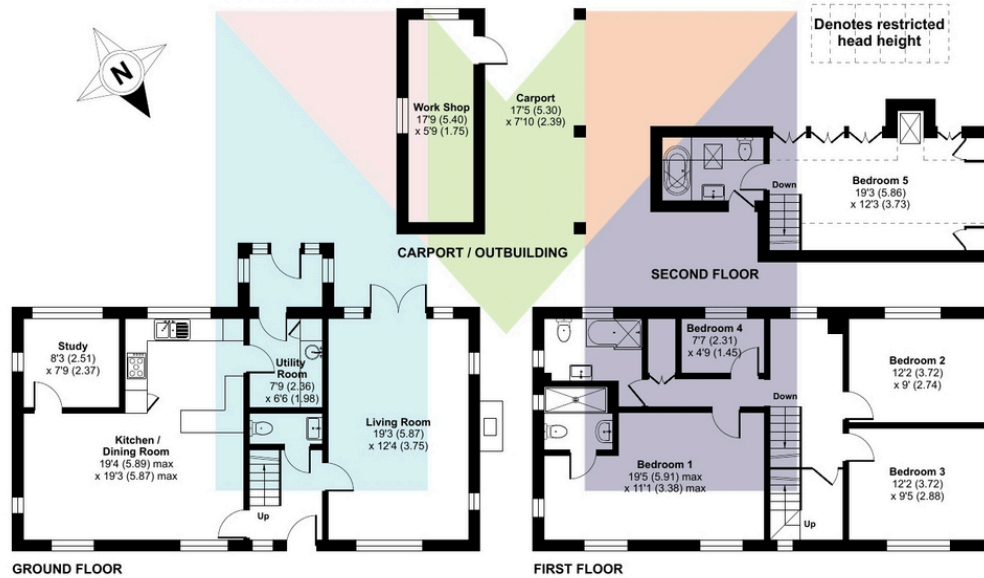 N
Denotes restricted
head height
Work Shop
17'9 (5.40)
x 5'9 (1.75)
Carport
17'5 (5.30)
x 7'10 (2.39)
CARPORT / OUTBUILDING
Down
Bedroom 5
19'3 (5.86)
x 12'3 (3.73)
SECOND FLOOR
Study
8'3 (2.51)
x 7'9 (2.37)
Utility
Room
7'9 (2.36)
x 6'6 (1.98)
Kitchen /
Dining Room
19'4 (5.89) max
x 19'3 (5.87) max
Living Room
19'3 (5.87)
x 12'4 (3.75)
Up
GROUND FLOOR
Bedroom 4
7'7 (2.31)
x 4'9 (1.45)
Bedroom 2
12'2 (3.72)
x 9' (2.74)
Down
Bedroom 1
19'5 (5.91) max
x 11'1 (3.38) max
Bedroom 3
12'2 (3.72)
x 9'5 (2.88)
Up
FIRST FLOOR